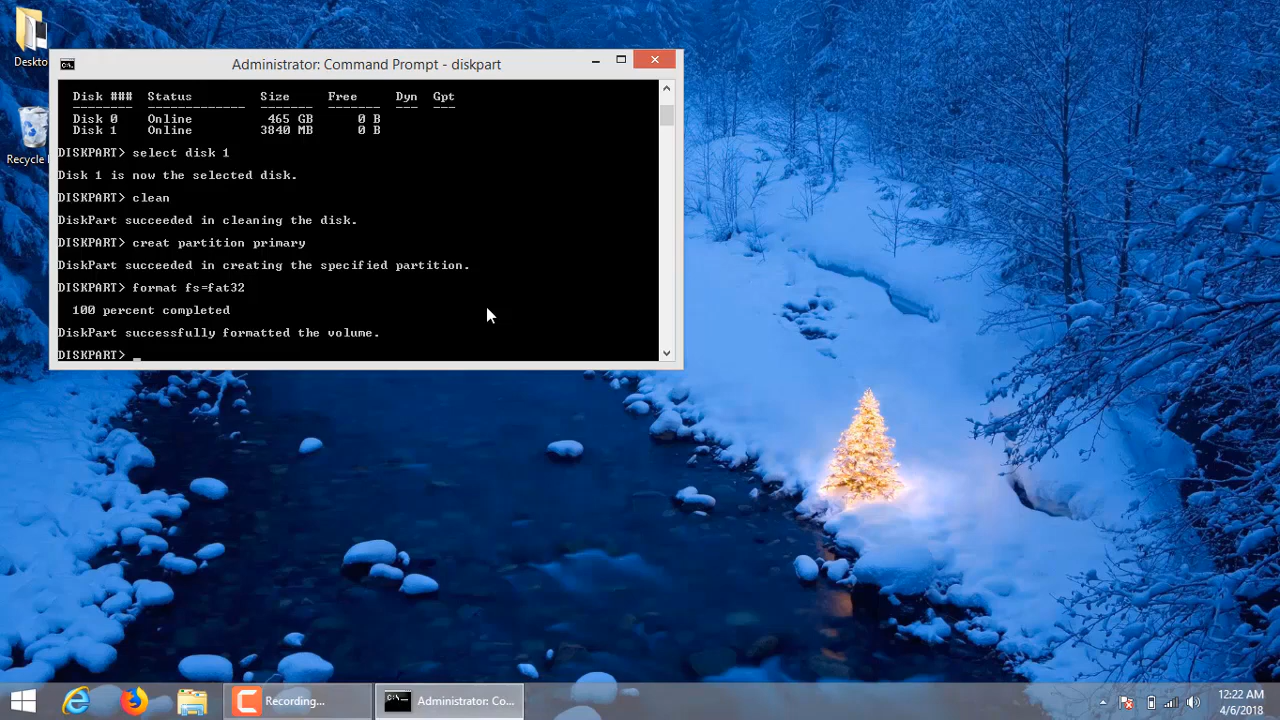 Deskto
Recycle
Administrator: Command Prompt - diskpart
Disk ### Status Size Free Dyn Gpt
-------- ------------- ------- ------- --- ---
Disk 0 Online 465 GB 0 B
Disk 1 Online 3840 MB 0 B
DISKPART> select disk 1
Disk 1 is now the selected disk.
DISKPART> clean
DiskPart succeeded in cleaning the disk.
DISKPART> creat partition primary
DiskPart succeeded in creating the specified partition.
DISKPART> format fs=fat32
100 percent completed
DiskPart successfully formatted the volume.
DISKPART> _
Recording...
Administrator: Co...
12:22 AM
4/6/2018